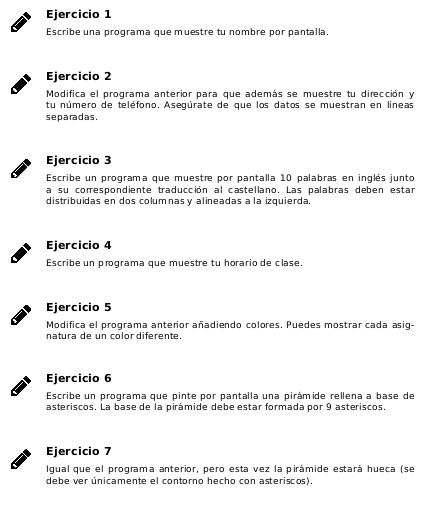 Ejercicio 1
Escribe una programa que muestre tu nombre por pantalla.
Ejercicio 2
Modifica el programa anterior para que además se muestre tu dirección y
tu número de teléfono. Asegúrate de que los datos se muestran en líneas
separadas.
Ejercicio 3
Escribe un programa que muestre por pantalla 10 palabras en inglés junto
a su correspondiente traducción al castellano. Las palabras deben estar
distribuidas en dos columnas y alineadas a la izquierda.
Ejercicio 4
Escribe un programa que muestre tu horario de clase.
Ejercicio 5
Modifica el programa anterior añadiendo colores. Puedes mostrar cada asig-
natura de un color diferente.
Ejercicio 6
Escribe un programa que pinte por pantalla una pirámide rellena a base de
asteriscos. La base de la pirámide debe estar formada por 9 asteriscos.
Ejercicio 7
Igual que el programa anterior, pero esta vez la pirámide estará hueca (se
debe ver únicamente el contorno hecho con asteriscos).